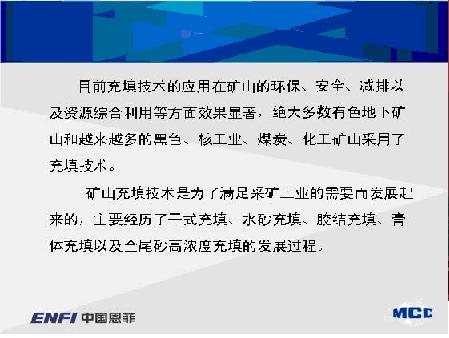 目前充填技术的应用在矿山的环保、安全、减排以
及资源综合利用等方面效果显著，绝大多数有色地下矿
山和越来越多的黑色、核工业、煤炭、化工矿山采用了
充填技术。
矿山充填技术是为了满足采矿工业的需要而发展起
来的，主要经历了干式充填、水砂充填、胶结充填、膏
体充填以及全尾砂高浓度充填的发展过程。
ENFI 中国恩菲
MCC